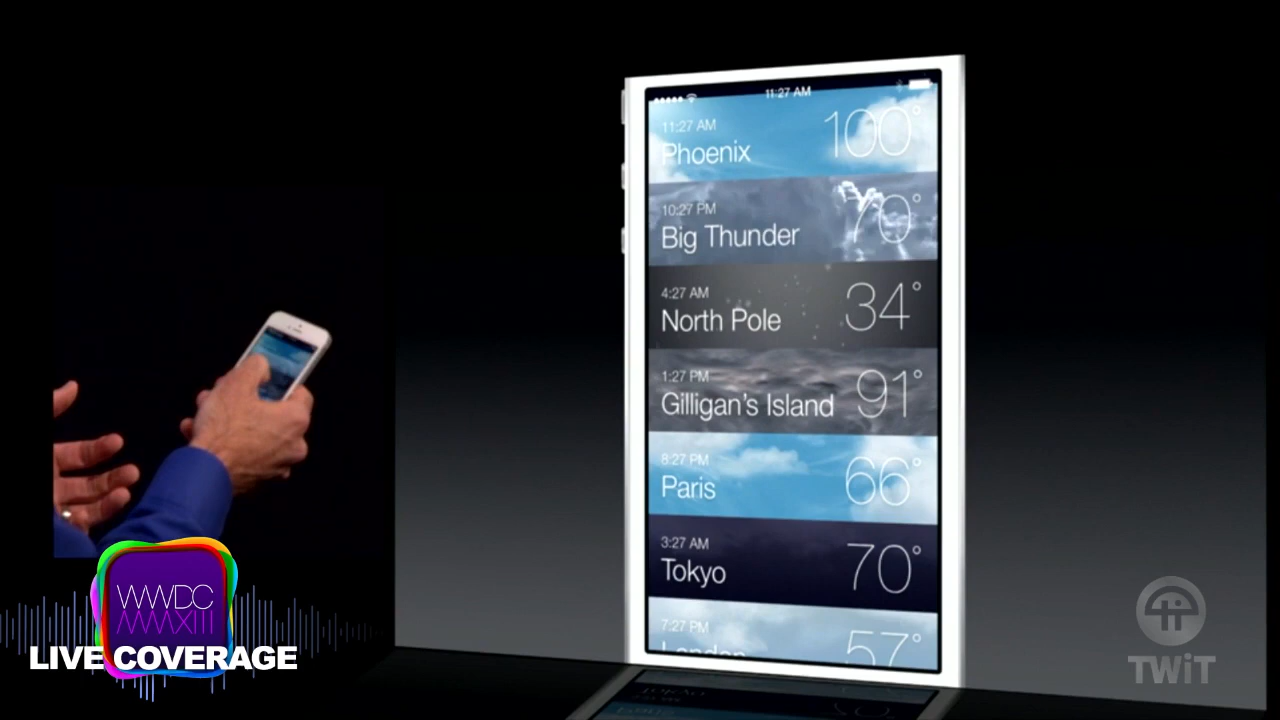 11:27 AM
11:27 AM
Phoenix
100°
10:27 PM
Big Thunder
70°
4:27 AM
North Pole
34°
1:27 PM
Gilligan's Island
91°
8:27 PM
Paris
66°
3:27 AM
Tokyo
70°
7:27 PM
London
57°
WWDC
MMXIII
LIVE COVERAGE
TWiT